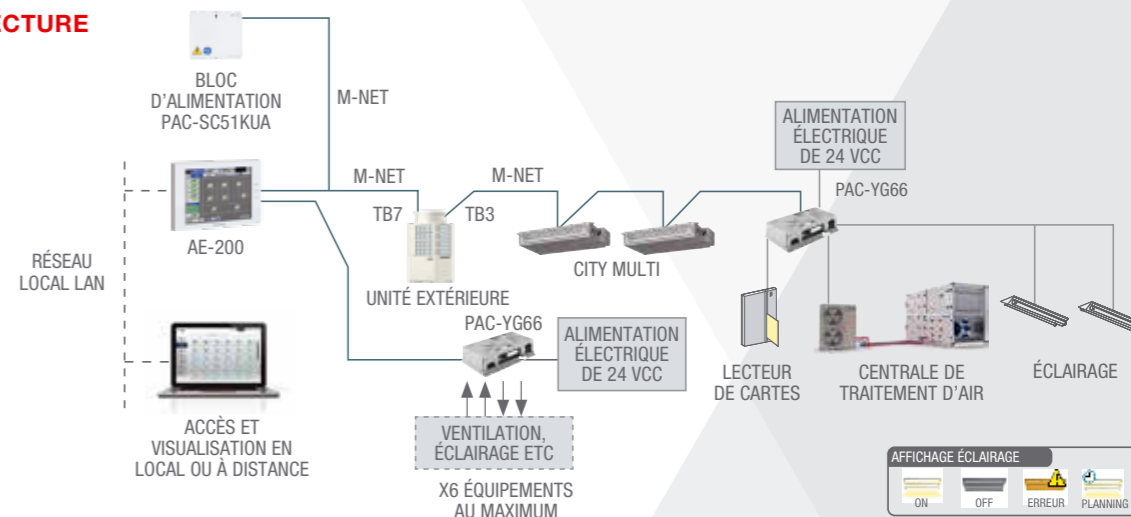 ECTURE
BLOC
D'ALIMENTATION
PAC-SC51KUA
M-NET
AE-200
RÉSEAU
LOCAL LAN
ACCÈS ET
VISUALISATION EN
LOCAL OU À DISTANCE
M-NET
M-NET
TB7
TB3
UNITÉ EXTÉRIEURE
CITY MULTI
PAC-YG66
ALIMENTATION
ÉLECTRIQUE
DE 24 VCC
VENTILATION,
ÉCLAIRAGE ETC
X6 ÉQUIPEMENTS
AU MAXIMUM
ALIMENTATION
ÉLECTRIQUE
DE 24 VCC
PAC-YG66
LECTEUR
DE CARTES
CENTRALE DE
TRAITEMENT D'AIR
ÉCLAIRAGE
AFFICHAGE ÉCLAIRAGE
ON
OFF
ERREUR
PLANNING